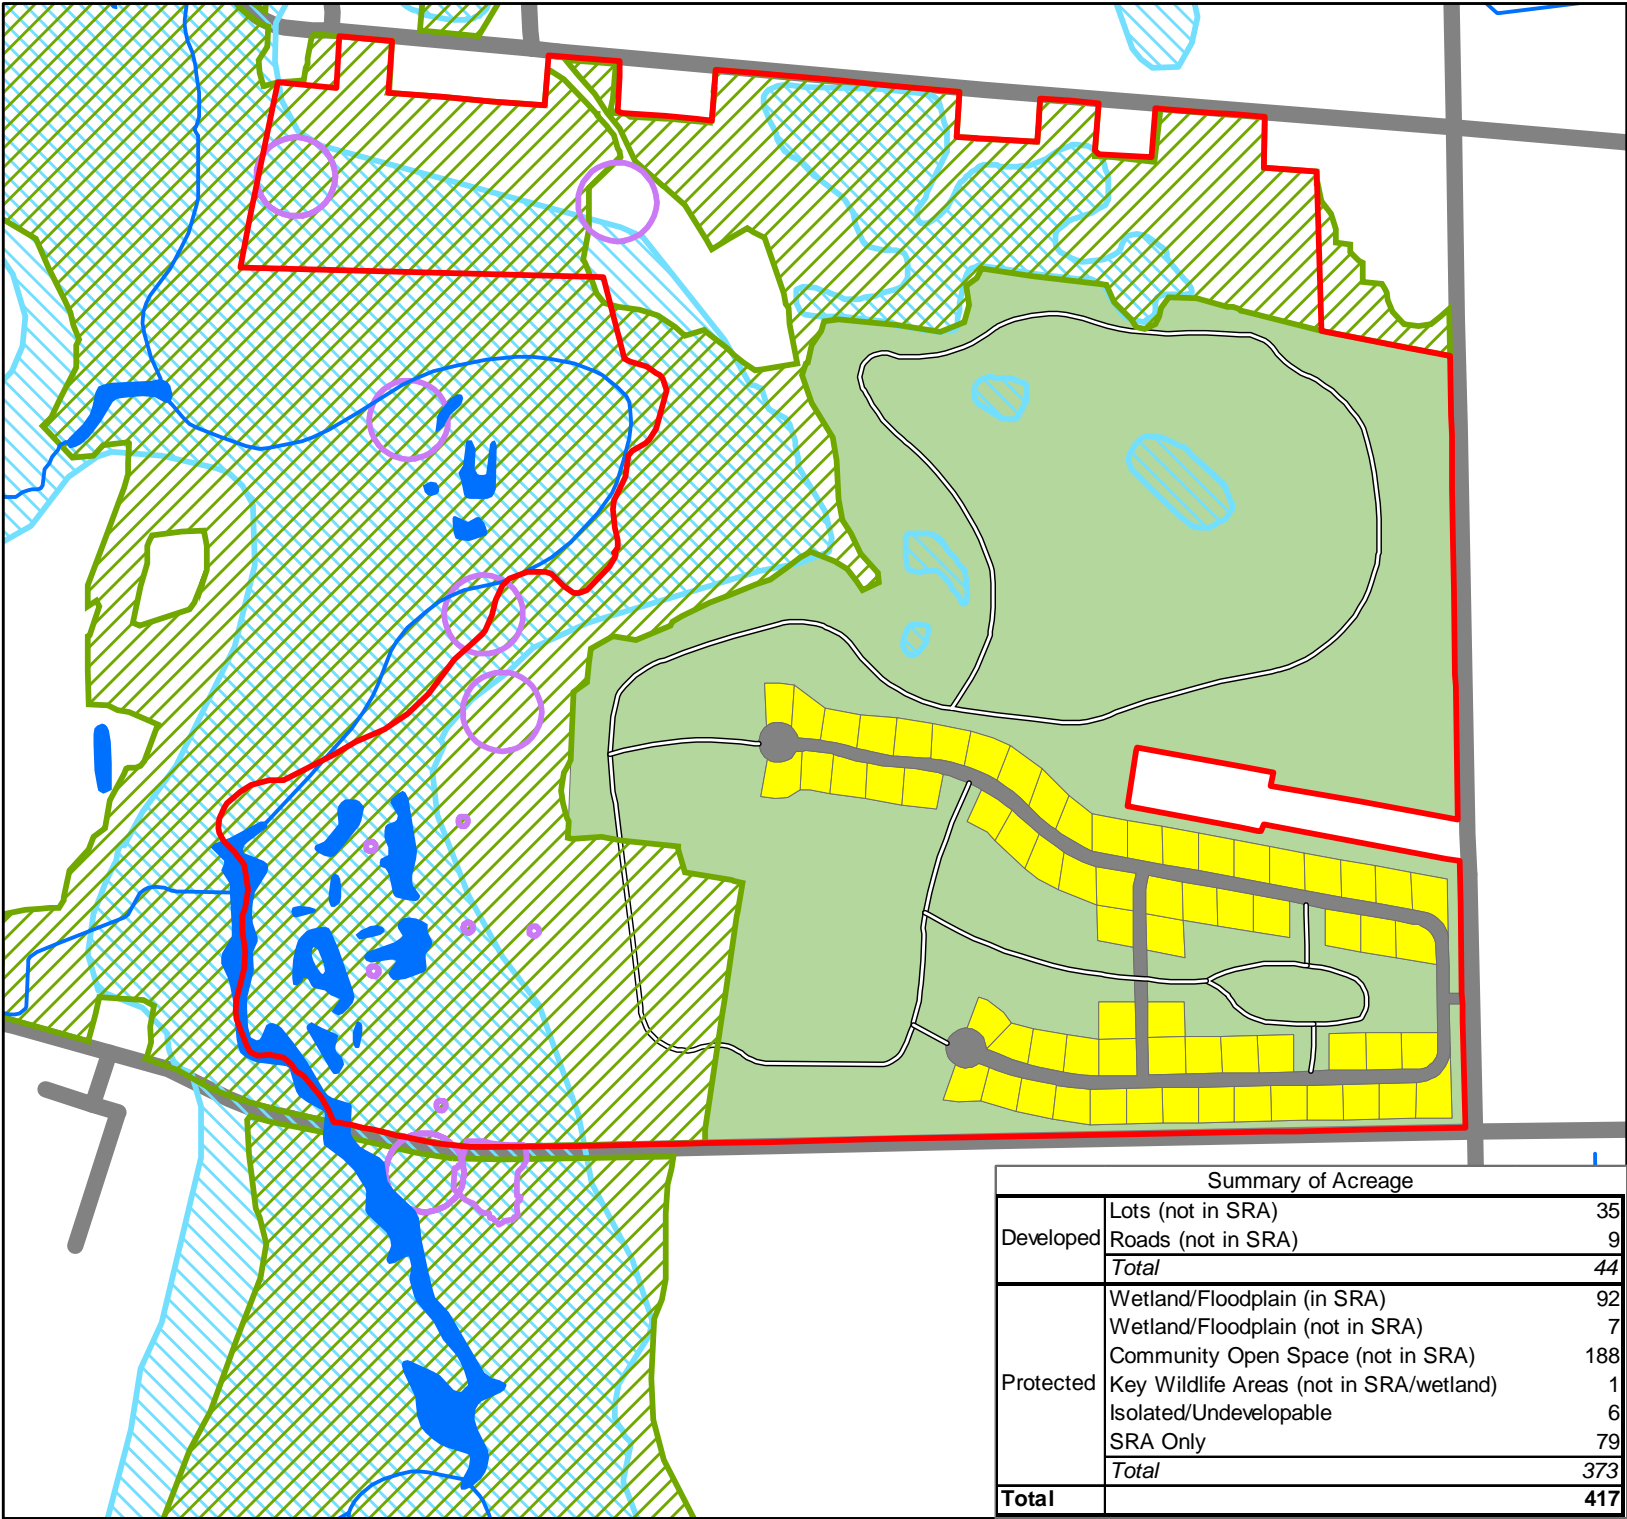 Summary of Acreage
Developed
Lots (not in SRA) 35
Roads (not in SRA) 9
Total 44
Protected
Wetland/Floodplain (in SRA) 92
Wetland/Floodplain (not in SRA) 7
Community Open Space (not in SRA) 188
Key Wildlife Areas (not in SRA/wetland) 1
Isolated/Undevelopable 6
SRA Only 79
Total 373
Total 417